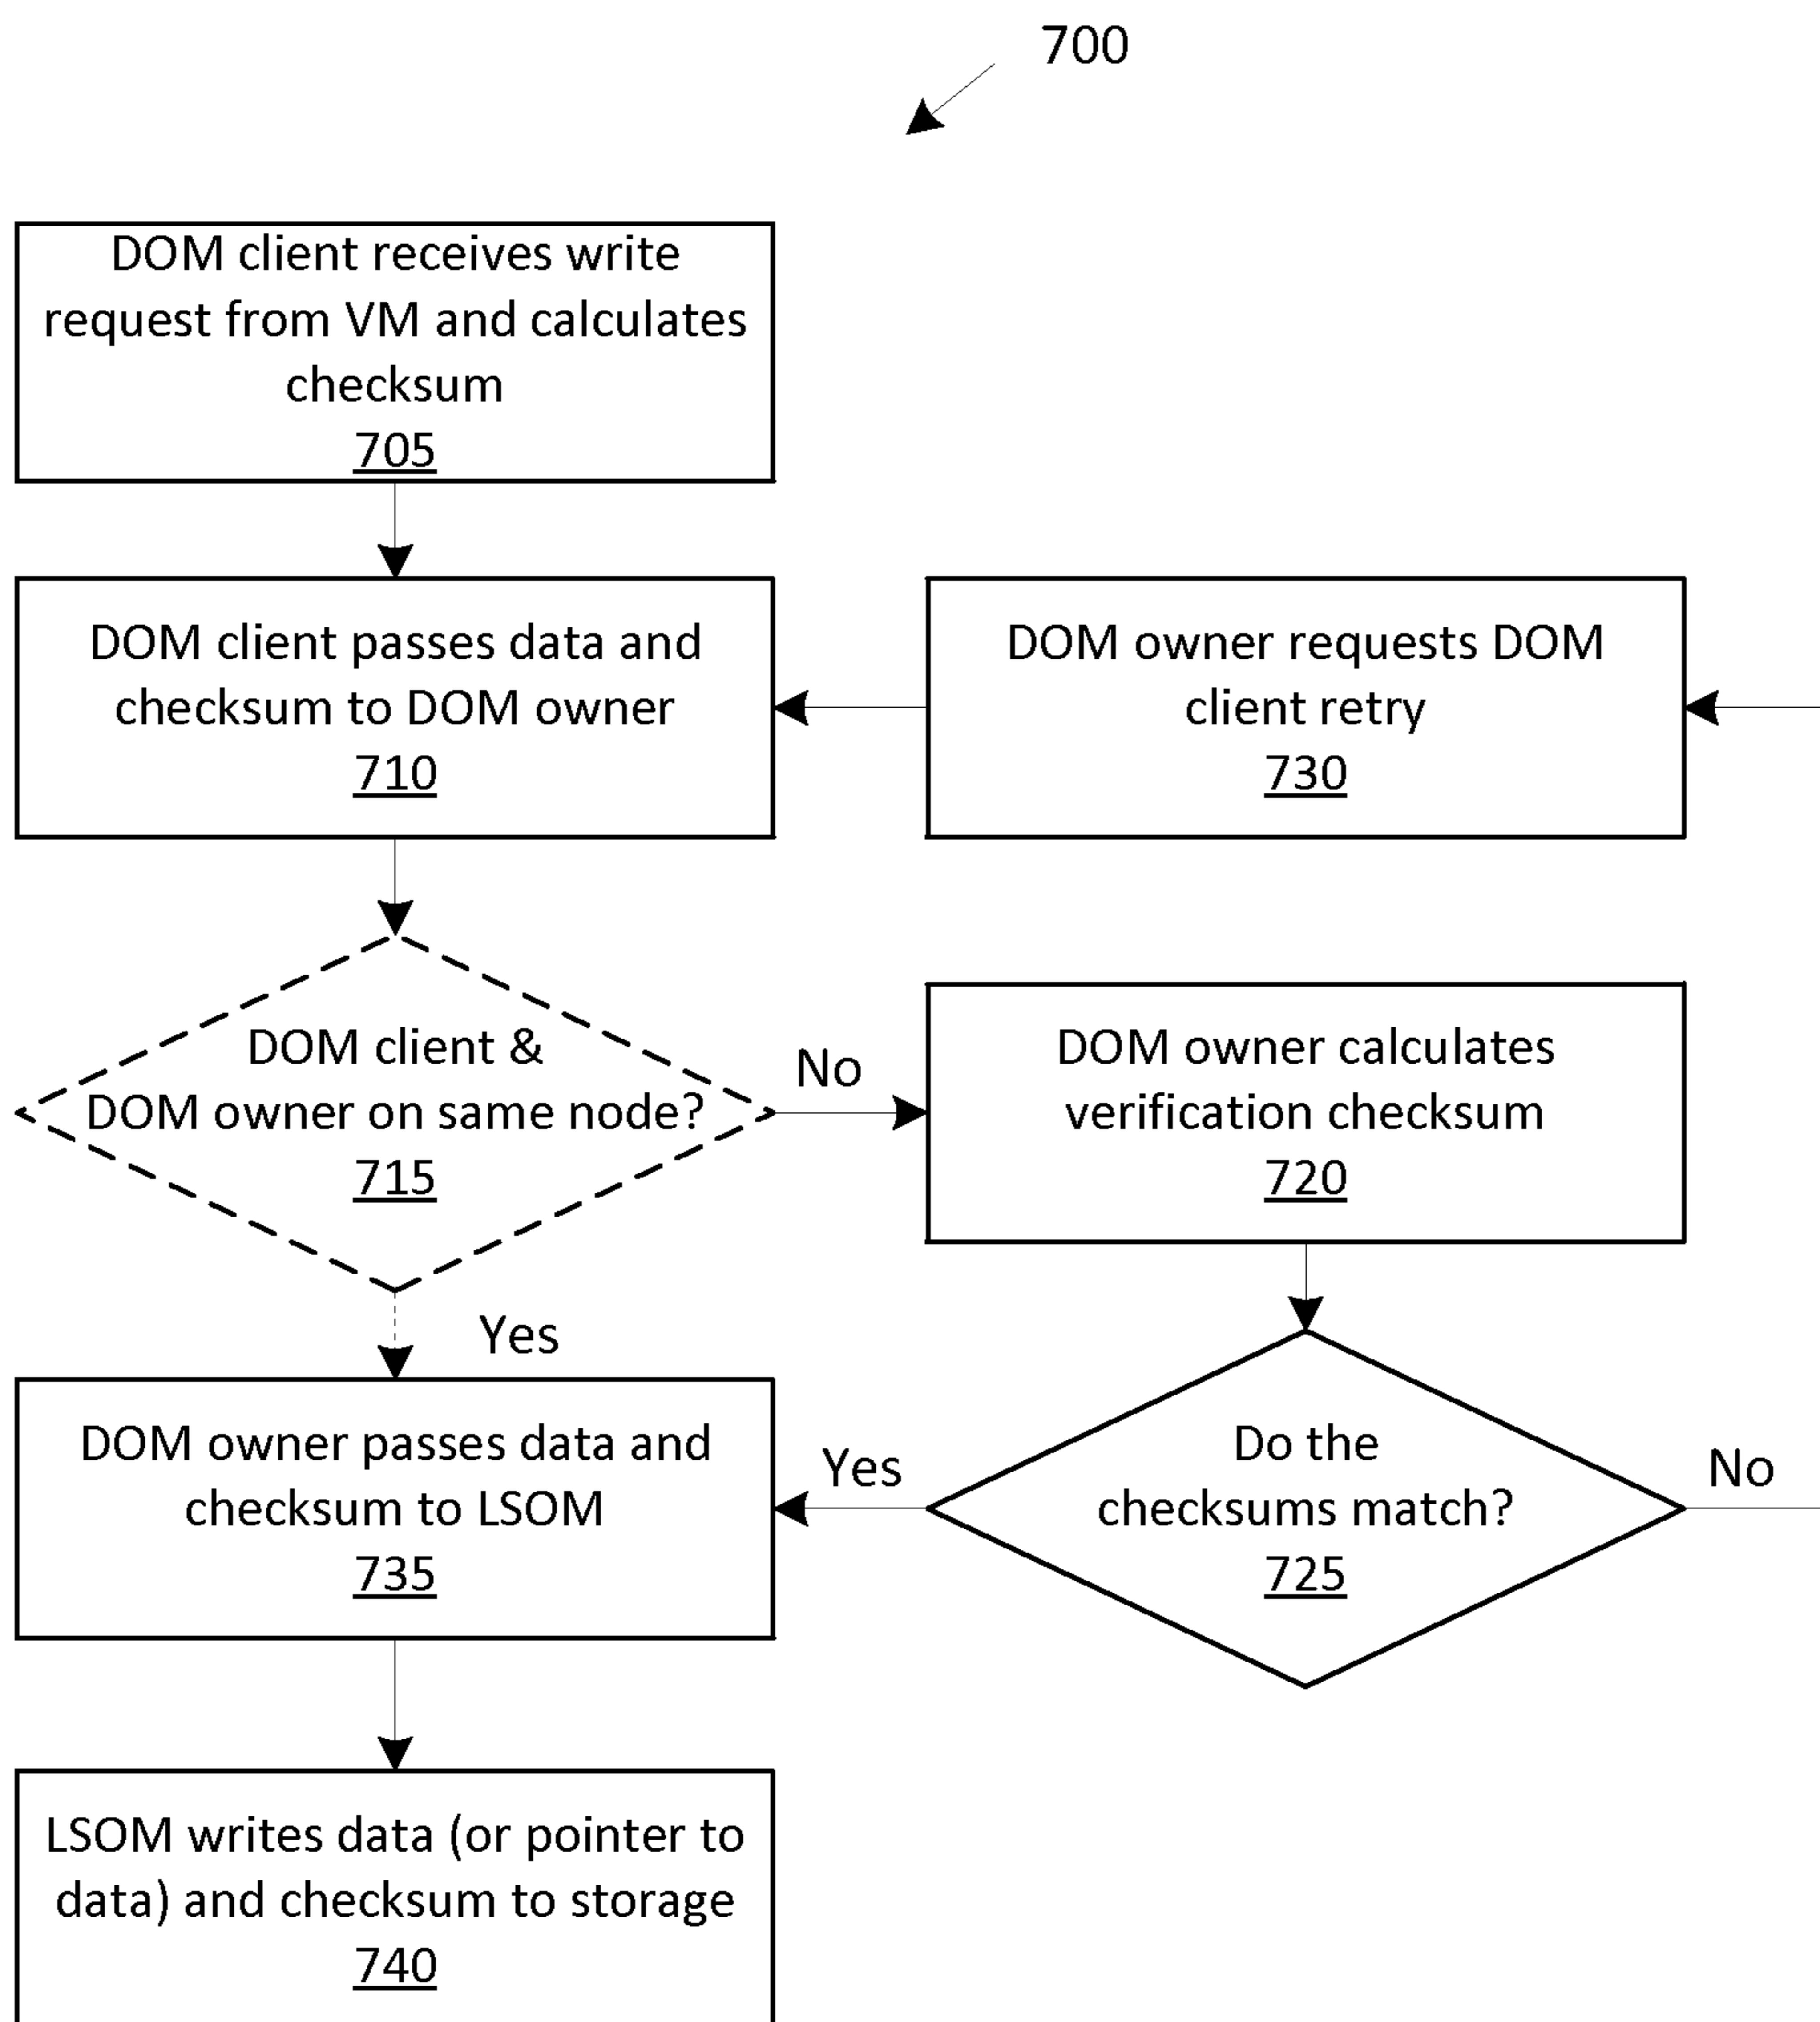 700
DOM client receives write
request from VM and calculates
checksum
705
DOM client passes data and
checksum to DOM owner
710
DOM owner requests DOM
client retry
730
DOM client &
DOM owner on same node?
715
No
DOM owner calculates
verification checksum
720
Yes
DOM owner passes data and
checksum to LSOM
735
Yes
Do the
checksums match?
725
No
LSOM writes data (or pointer to
data) and checksum to storage
740